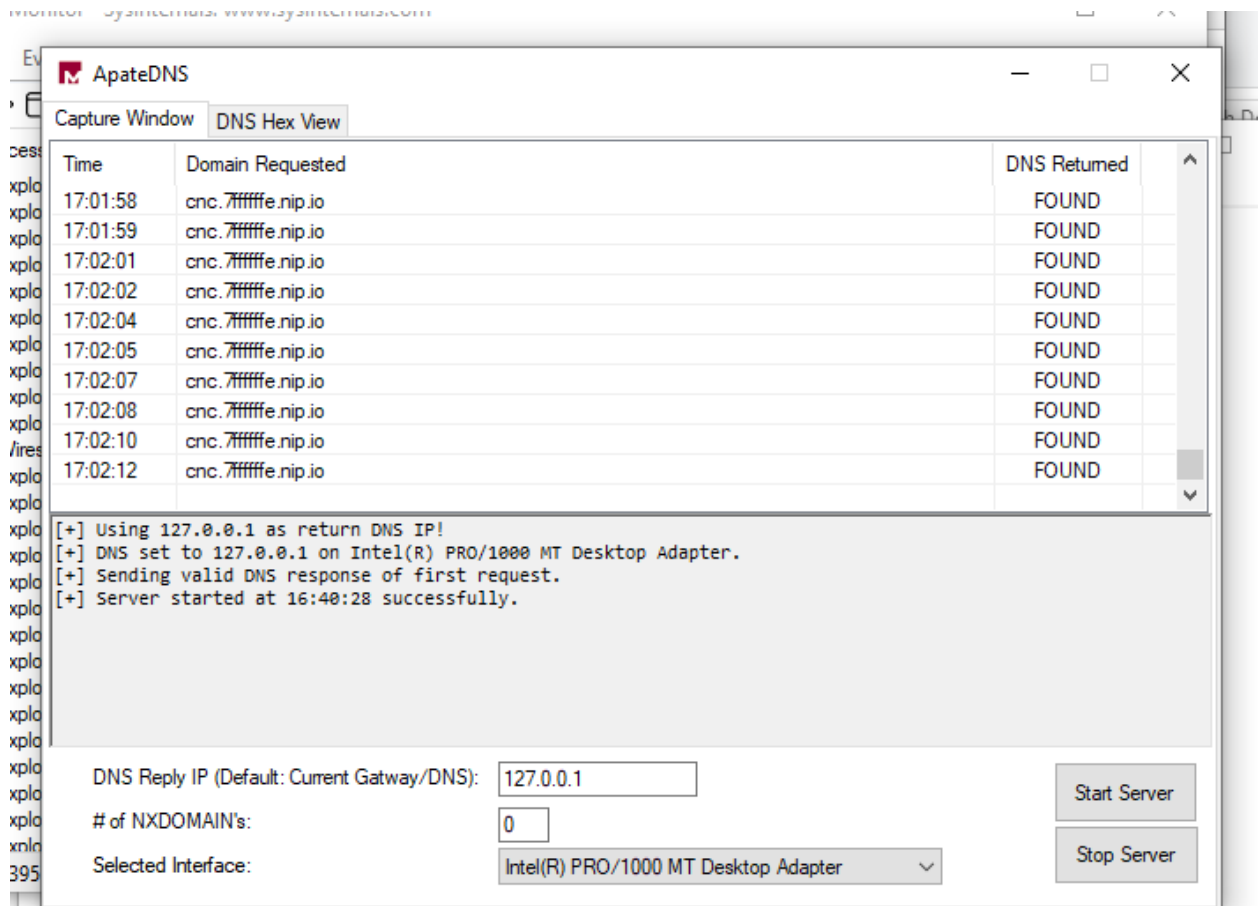 Monitor - Sysinternals: www.sysinternals.com
ApateDNS
Capture Window DNS Hex View
Time Domain Requested DNS Returned
17:01:58 cnc.7ffffffe.nip.io FOUND
17:01:59 cnc.7ffffffe.nip.io FOUND
17:02:01 cnc.7ffffffe.nip.io FOUND
17:02:02 cnc.7ffffffe.nip.io FOUND
17:02:04 cnc.7ffffffe.nip.io FOUND
17:02:05 cnc.7ffffffe.nip.io FOUND
17:02:07 cnc.7ffffffe.nip.io FOUND
17:02:08 cnc.7ffffffe.nip.io FOUND
17:02:10 cnc.7ffffffe.nip.io FOUND
17:02:12 cnc.7ffffffe.nip.io FOUND
[+] Using 127.0.0.1 as return DNS IP!
[+] DNS set to 127.0.0.1 on Intel(R) PRO/1000 MT Desktop Adapter.
[+] Sending valid DNS response of first request.
[+] Server started at 16:40:28 successfully.
DNS Reply IP (Default: Current Gatway/DNS): 127.0.0.1
Start Server
# of NXDOMAIN's: 0
Selected Interface: Intel(R) PRO/1000 MT Desktop Adapter
Stop Server